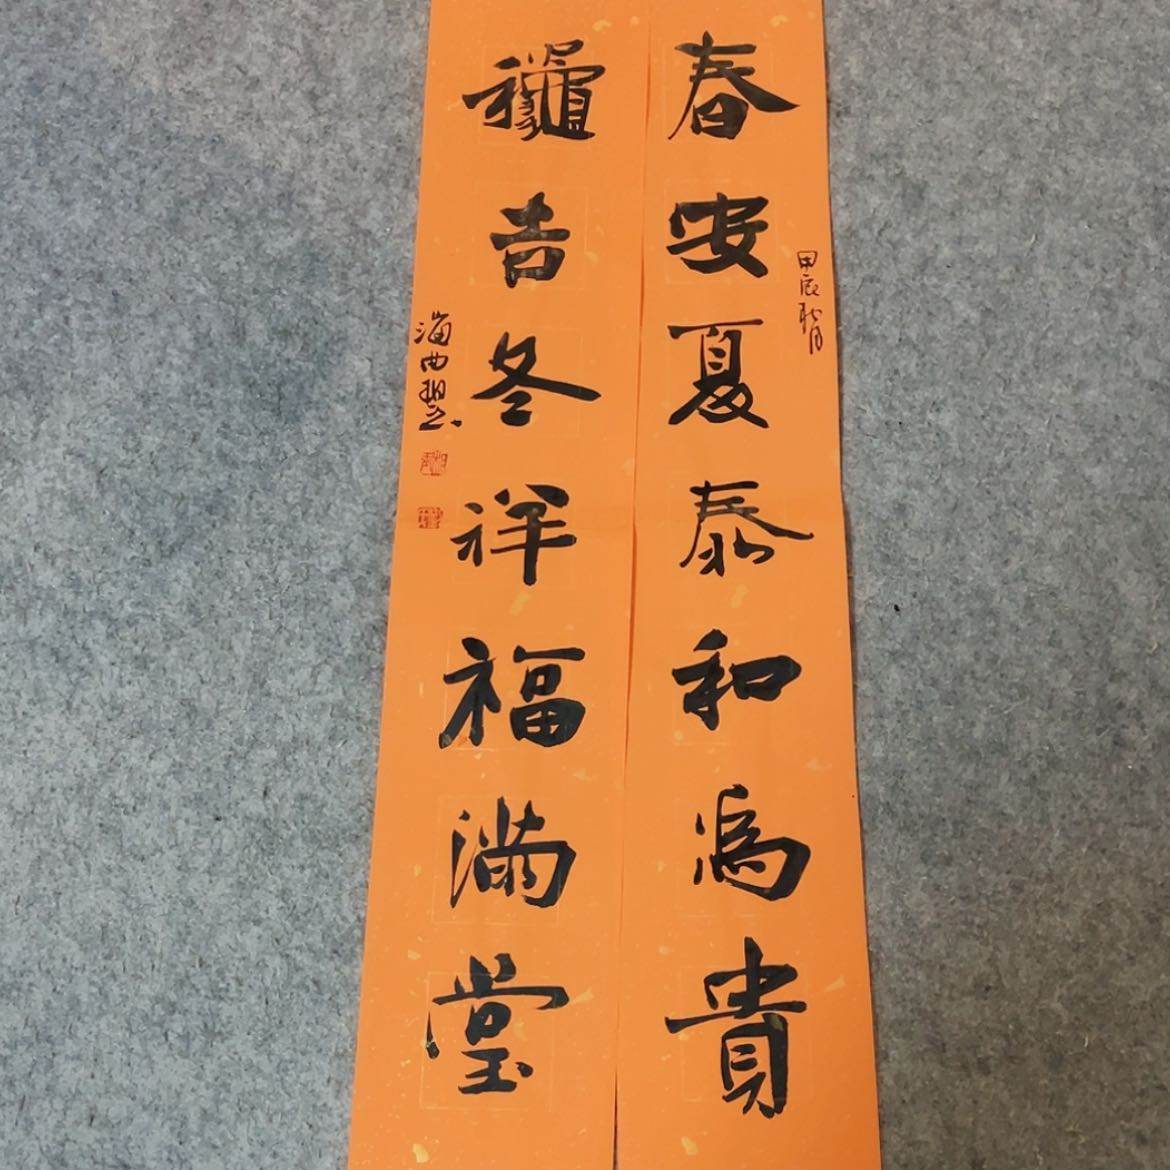 春安夏泰和為貴
甲辰秋月
龝吉冬祥福滿堂
海曲